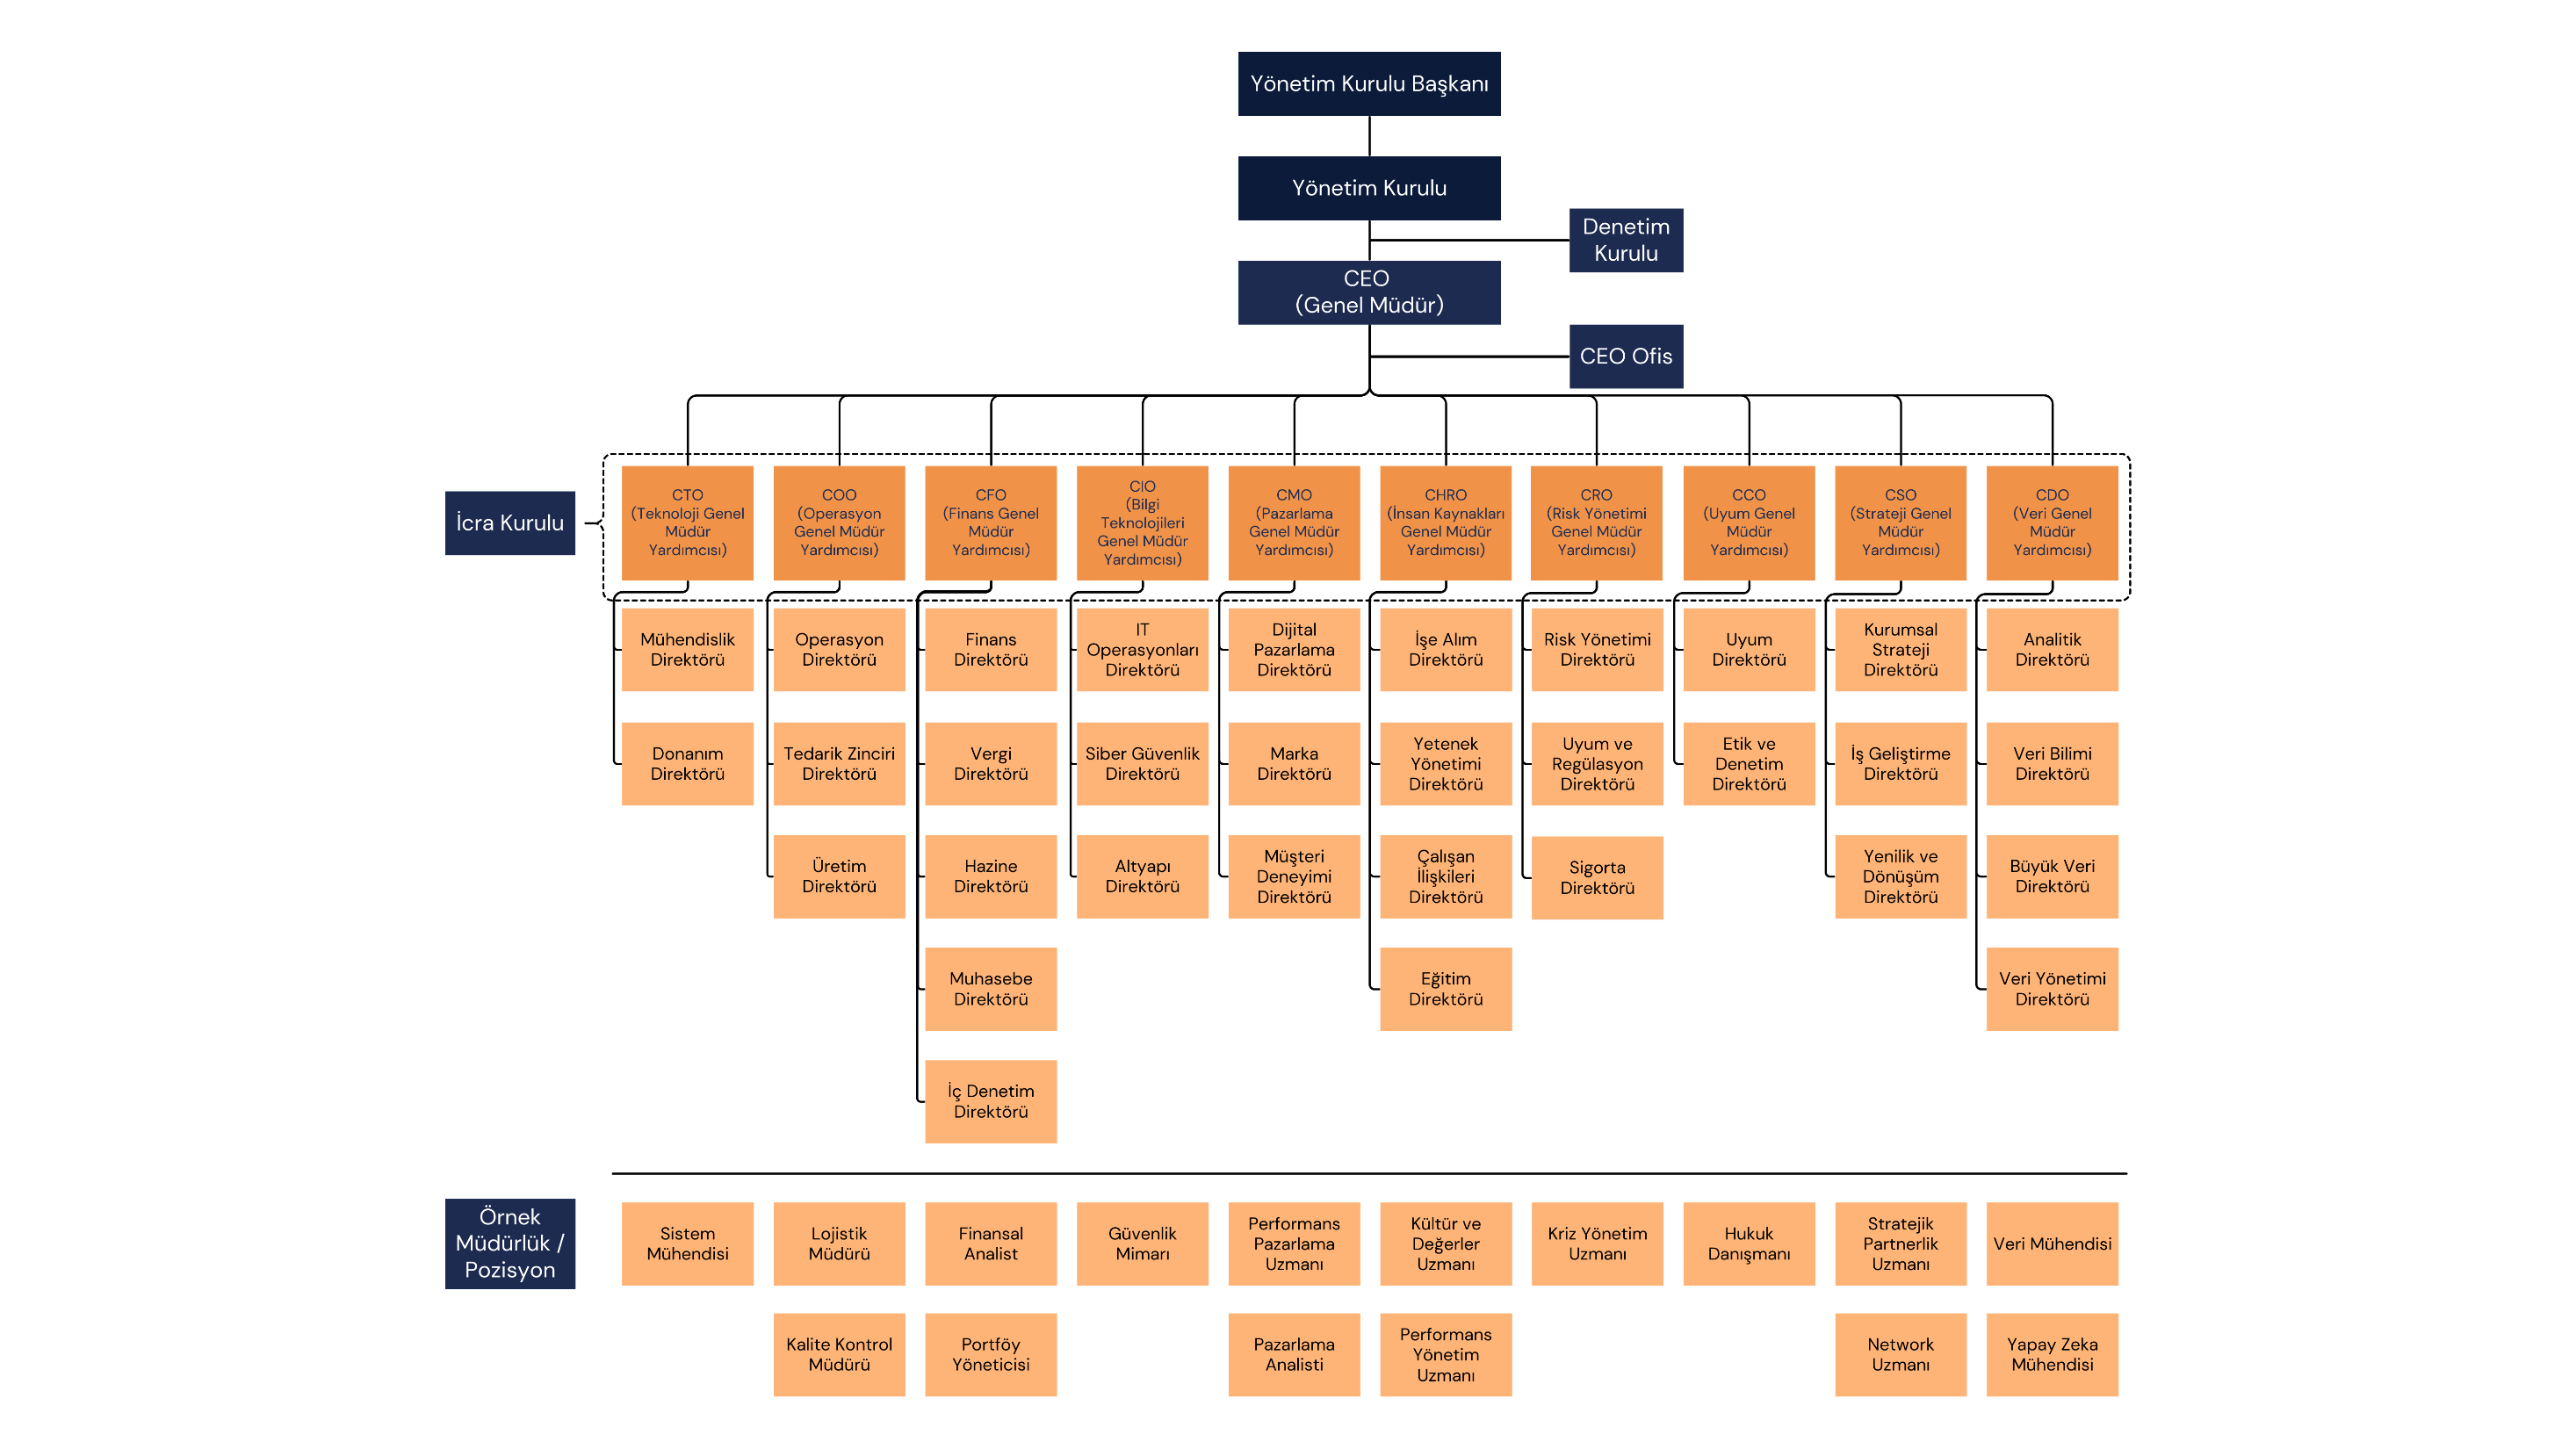 Yönetim Kurulu Başkanı
Yönetim Kurulu
Denetim
Kurulu
CEO
(Genel Müdür)
CEO Ofis
İcra Kurulu
CTO
(Teknoloji Genel
Müdür
Yardımcısı)
COO
(Operasyon
Genel Müdür
Yardımcısı)
CFO
(Finans Genel
Müdür
Yardımcısı)
CIO
(Bilgi
Teknolojileri
Genel Müdür
Yardımcısı)
CMO
(Pazarlama
Genel Müdür
Yardımcısı)
CHRO
(İnsan Kaynakları
Genel Müdür
Yardımcısı)
CRO
(Risk Yönetimi
Genel Müdür
Yardımcısı)
CCO
(Uyum Genel
Müdür
Yardımcısı)
CSO
(Strateji Genel
Müdür
Yardımcısı)
CDO
(Veri Genel
Müdür
Yardımcısı)
Mühendislik
Direktörü
Operasyon
Direktörü
Finans
Direktörü
IT
Operasyonları
Direktörü
Dijital
Pazarlama
Direktörü
İşe Alım
Direktörü
Risk Yönetimi
Direktörü
Uyum
Direktörü
Kurumsal
Strateji
Direktörü
Analitik
Direktörü
Donanım
Direktörü
Tedarik Zinciri
Direktörü
Vergi
Direktörü
Siber Güvenlik
Direktörü
Marka
Direktörü
Yetenek
Yönetimi
Direktörü
Uyum ve
Regülasyon
Direktörü
Etik ve
Denetim
Direktörü
İş Geliştirme
Direktörü
Veri Bilimi
Direktörü
Üretim
Direktörü
Hazine
Direktörü
Altyapı
Direktörü
Müşteri
Deneyimi
Direktörü
Çalışan
İlişkileri
Direktörü
Sigorta
Direktörü
Yenilik ve
Dönüşüm
Direktörü
Büyük Veri
Direktörü
Muhasebe
Direktörü
Eğitim
Direktörü
Veri Yönetimi
Direktörü
İç Denetim
Direktörü
Örnek
Müdürlük /
Pozisyon
Sistem
Mühendisi
Lojistik
Müdürü
Finansal
Analist
Güvenlik
Mimarı
Performans
Pazarlama
Uzmanı
Kültür ve
Değerler
Uzmanı
Kriz Yönetim
Uzmanı
Hukuk
Danışmanı
Stratejik
Partnerlik
Uzmanı
Veri Mühendisi
Kalite Kontrol
Müdürü
Portföy
Yöneticisi
Pazarlama
Analisti
Performans
Yönetim
Uzmanı
Network
Uzmanı
Yapay Zeka
Mühendisi